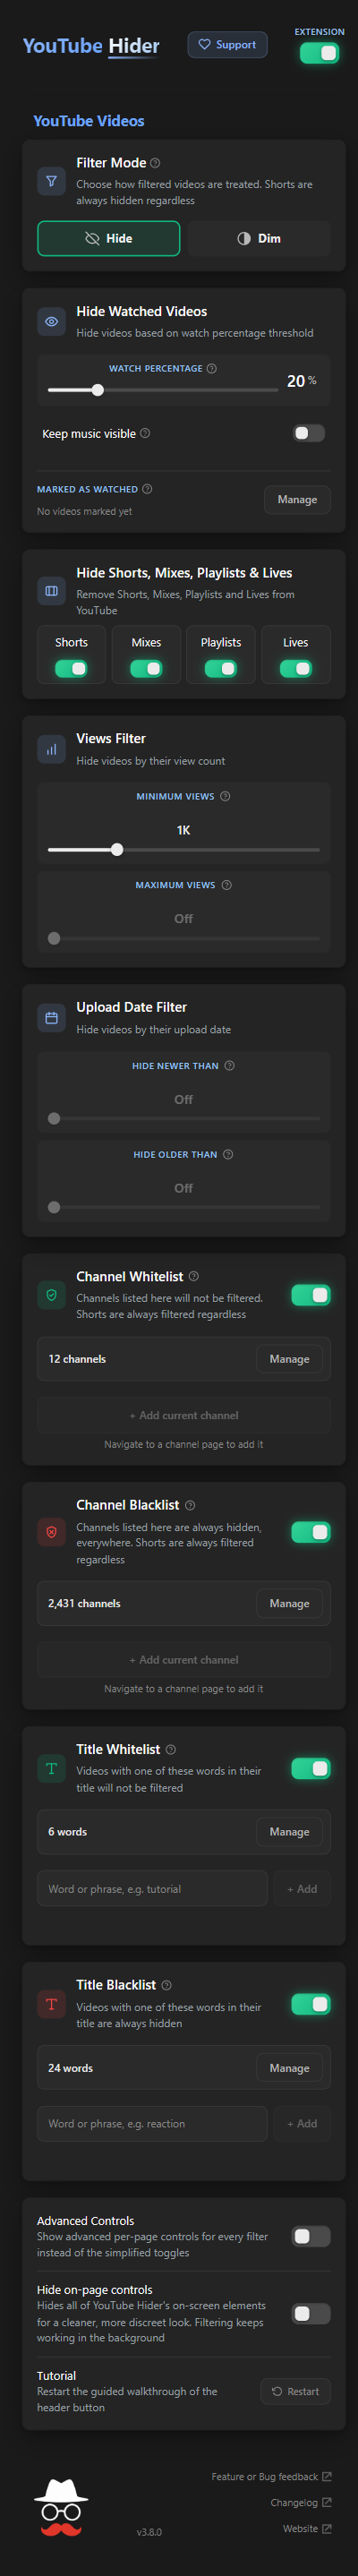 YouTube Hider
Support
EXTENSION
YouTube Videos
Filter Mode
Choose how filtered videos are treated. Shorts are
always hidden regardless
Hide
Dim
Hide Watched Videos
Hide videos based on watch percentage threshold
WATCH PERCENTAGE
20 %
Keep music visible
MARKED AS WATCHED
No videos marked yet
Manage
Hide Shorts, Mixes, Playlists & Lives
Remove Shorts, Mixes, Playlists and Lives from
YouTube
Shorts
Mixes
Playlists
Lives
Views Filter
Hide videos by their view count
MINIMUM VIEWS
1K
MAXIMUM VIEWS
Off
Upload Date Filter
Hide videos by their upload date
HIDE NEWER THAN
Off
HIDE OLDER THAN
Off
Channel Whitelist
Channels listed here will not be filtered.
Shorts are always filtered regardless
12 channels
Manage
+ Add current channel
Navigate to a channel page to add it
Channel Blacklist
Channels listed here are always hidden,
everywhere. Shorts are always filtered
regardless
2,431 channels
Manage
+ Add current channel
Navigate to a channel page to add it
Title Whitelist
Videos with one of these words in their
title will not be filtered
6 words
Manage
Word or phrase, e.g. tutorial
+ Add
Title Blacklist
Videos with one of these words in their
title are always hidden
24 words
Manage
Word or phrase, e.g. reaction
+ Add
Advanced Controls
Show advanced per-page controls for every filter
instead of the simplified toggles
Hide on-page controls
Hides all of YouTube Hider's on-screen elements
for a cleaner, more discreet look. Filtering keeps
working in the background
Tutorial
Restart the guided walkthrough of the
header button
Restart
Feature or Bug feedback
Changelog
Website
v3.8.0